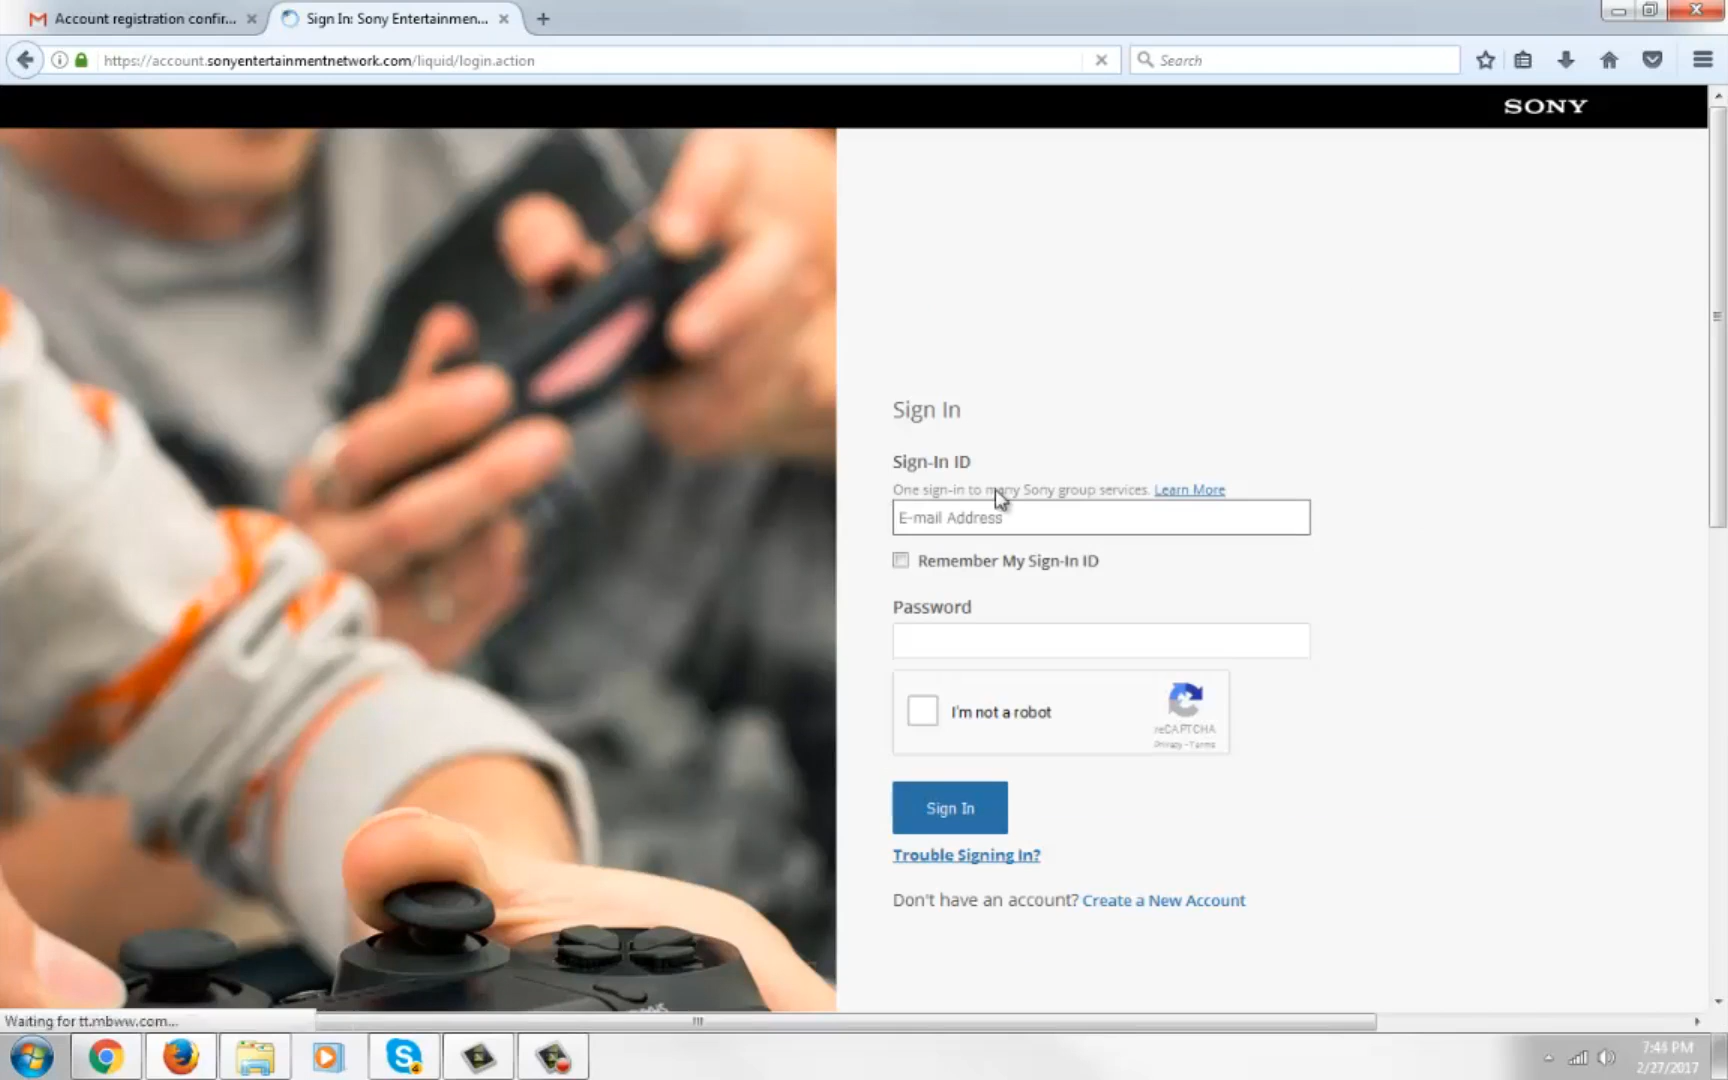 Account registration confir...
Sign In: Sony Entertainmen...
https://account.sonyentertainmentnetwork.com/liquid/login.action
Search
SONY
Sign In
Sign-In ID
One sign-in to many Sony group services. Learn More
E-mail Address
Remember My Sign-In ID
Password
I'm not a robot
reCAPTCHA
Privacy - Terms
Sign In
Trouble Signing In?
Don't have an account? Create a New Account
Waiting for tt.mbww.com...
7:44 PM
2/27/2017